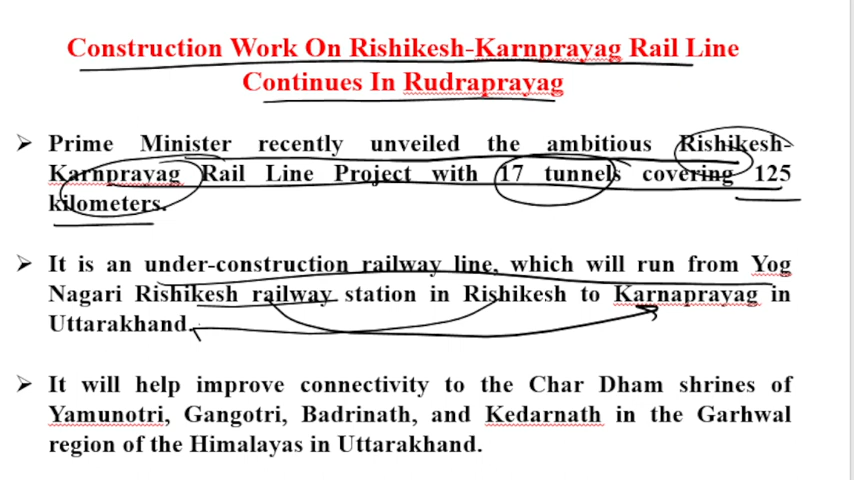 Construction Work On Rishikesh-Karnprayag Rail Line
Continues In Rudraprayag
➢ Prime Minister recently unveiled the ambitious Rishikesh-
Karnprayag Rail Line Project with 17 tunnels covering 125
kilometers.
➢ It is an under-construction railway line, which will run from Yog
Nagari Rishikesh railway station in Rishikesh to Karnaprayag in
Uttarakhand.
➢ It will help improve connectivity to the Char Dham shrines of
Yamunotri, Gangotri, Badrinath, and Kedarnath in the Garhwal
region of the Himalayas in Uttarakhand.